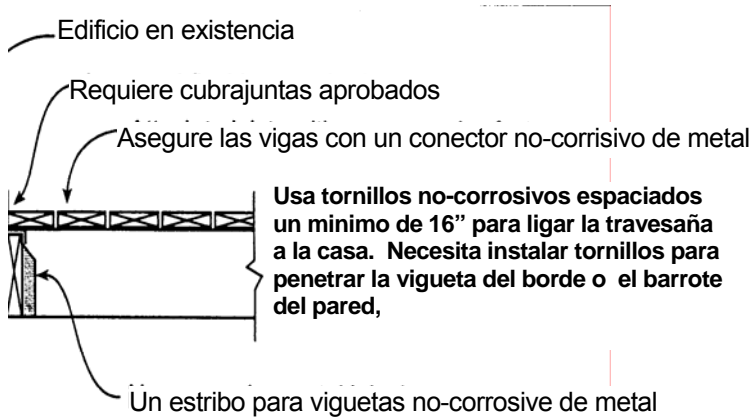 Edificio en existencia
Requiere cubrajuntas aprobados
Asegure las vigas con un conector no-corrisivo de metal
Usa tornillos no-corrosivos espaciados
un minimo de 16” para ligar la travesaña
a la casa.  Necesita instalar tornillos para
penetrar la vigueta del borde o  el barrote
del pared,
Un estribo para viguetas no-corrosive de metal